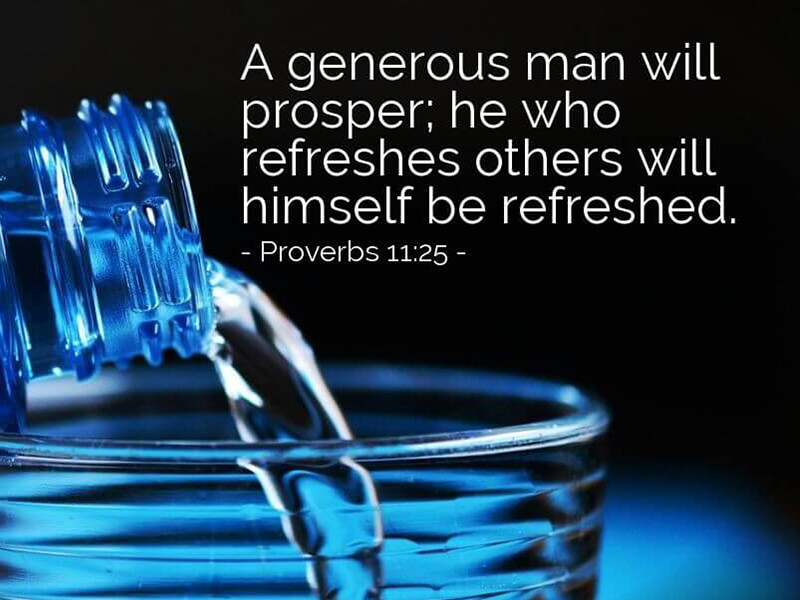 A generous man will
prosper; he who
refreshes others will
himself be refreshed.
- Proverbs 11:25 -